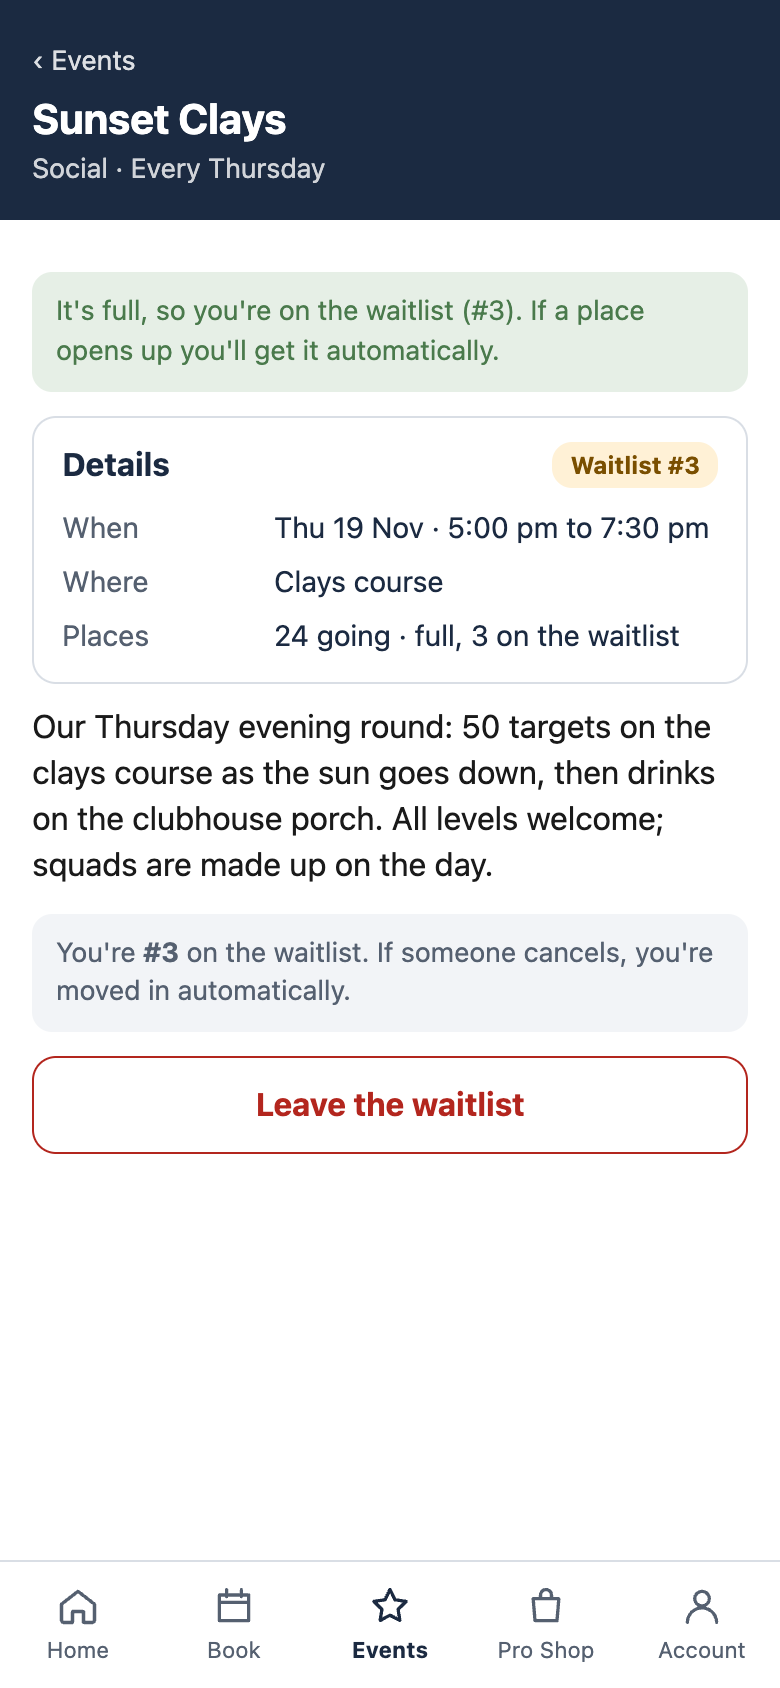 ‹ Events
Sunset Clays
Social · Every Thursday
It's full, so you're on the waitlist (#3). If a place
opens up you'll get it automatically.
Details
Waitlist #3
When
Thu 19 Nov · 5:00 pm to 7:30 pm
Where
Clays course
Places
24 going · full, 3 on the waitlist
Our Thursday evening round: 50 targets on the
clays course as the sun goes down, then drinks
on the clubhouse porch. All levels welcome;
squads are made up on the day.
You're #3 on the waitlist. If someone cancels, you're
moved in automatically.
Leave the waitlist
Home
Book
Events
Pro Shop
Account